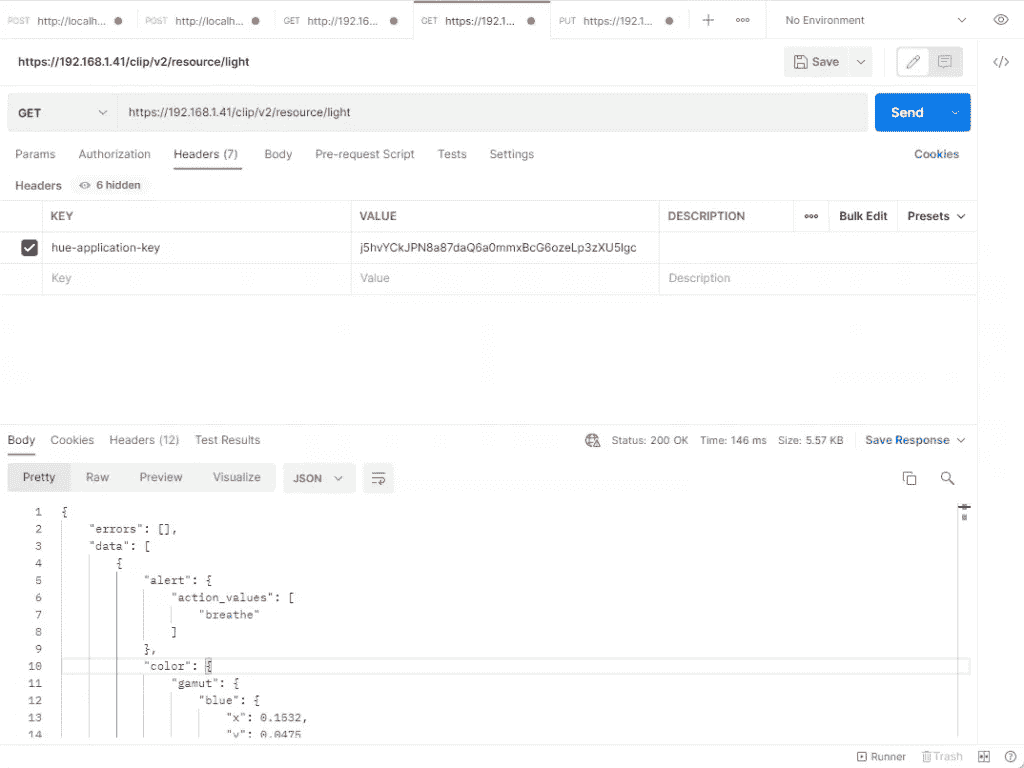 POST http://localh... POST http://localh... GET http://192.16... GET https://192.1... PUT https://192.1... No Environment
https://192.168.1.41/clip/v2/resource/light Save
GET https://192.168.1.41/clip/v2/resource/light Send
Params Authorization Headers (7) Body Pre-request Script Tests Settings Cookies
Headers 6 hidden
KEY VALUE DESCRIPTION Bulk Edit Presets
hue-application-key j5hvYCkJPN8a87daQ6a0mmxBcG6ozeLp3zXU5Igc
Key Value Description
Body Cookies Headers (12) Test Results Status: 200 OK Time: 146 ms Size: 5.57 KB Save Response
Pretty Raw Preview Visualize JSON
1 {
2 "errors": [],
3 "data": [
4 {
5 "alert": {
6 "action_values": [
7 "breathe"
8 ]
9 },
10 "color": {
11 "gamut": {
12 "blue": {
13 "x": 0.1532,
14 "y": 0.0475
Runner Trash